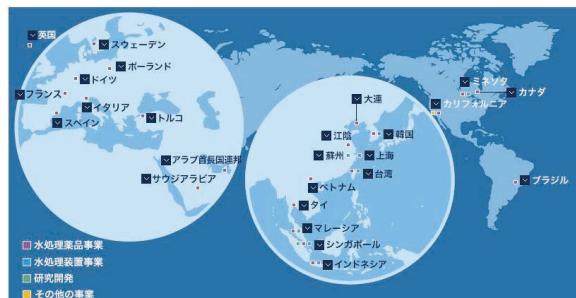 英国
スウェーデン
ポーランド
ドイツ
フランス
イタリア
スペイン
トルコ
アラブ首長国連邦
サウジアラビア
大連
江陰
韓国
蘇州
上海
台湾
ベトナム
タイ
マレーシア
シンガポール
インドネシア
ミネソタ
カナダ
カリフォルニア
ブラジル
水処理薬品事業
水処理装置事業
研究開発
その他の事業